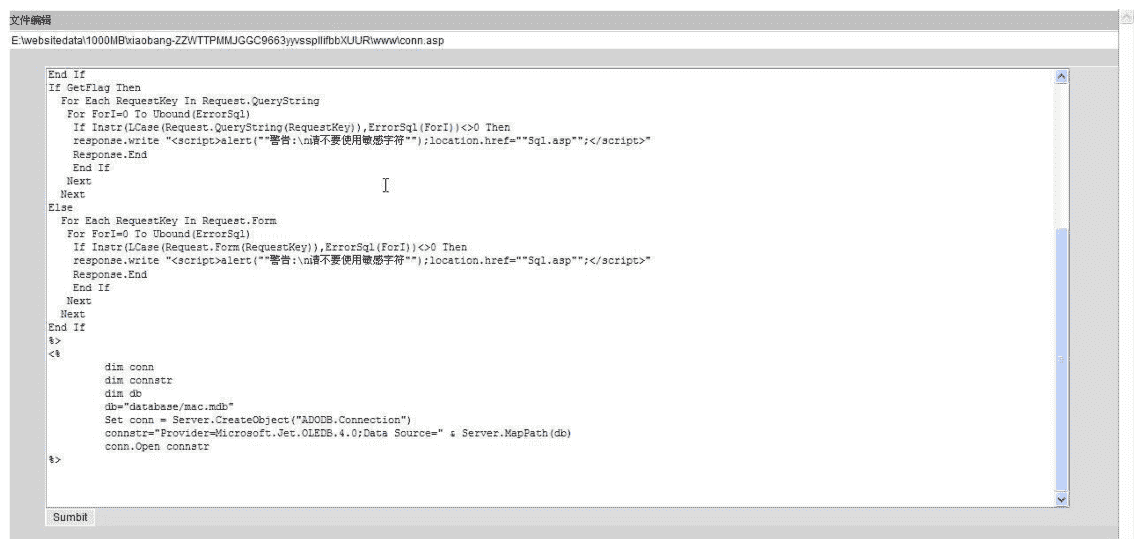 文件编辑
E:\websitedata\1000MB\xiaobang-ZZWTTPMMJGGC9663yyvsspllifbbXUUR\www\conn.asp
End If
If GetFlag Then
For Each RequestKey In Request.QueryString
For ForI=0 To Ubound(ErrorSql)
If Instr(LCase(Request.QueryString(RequestKey)),ErrorSql(ForI))<>0 Then
response.write "<script>alert(""警告:\n请不要使用敏感字符"");location.href=""Sql.asp"";</script>"
Response.End
End If
Next
Next
Else
For Each RequestKey In Request.Form
For ForI=0 To Ubound(ErrorSql)
If Instr(LCase(Request.Form(RequestKey)),ErrorSql(ForI))<>0 Then
response.write "<script>alert(""警告:\n请不要使用敏感字符"");location.href=""Sql.asp"";</script>"
Response.End
End If
Next
Next
End If
%>
<%
dim conn
dim connstr
dim db
db="database/mac.mdb"
Set conn = Server.CreateObject("ADODB.Connection")
connstr="Provider=Microsoft.Jet.OLEDB.4.0;Data Source=" & Server.MapPath(db)
conn.Open connstr
%>
Sumbit